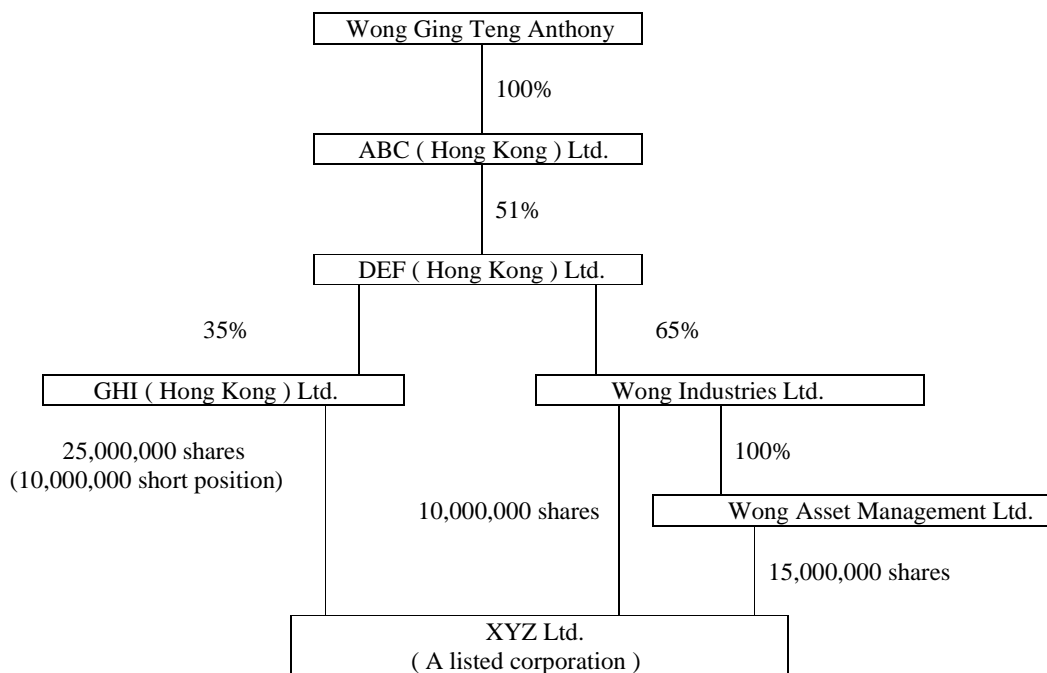 Wong Ging Teng Anthony
100%
ABC ( Hong Kong ) Ltd.
51%
DEF ( Hong Kong ) Ltd.
35%
65%
GHI ( Hong Kong ) Ltd.
Wong Industries Ltd.
25,000,000 shares
(10,000,000 short position)
100%
10,000,000 shares
Wong Asset Management Ltd.
15,000,000 shares
XYZ Ltd.
( A listed corporation )